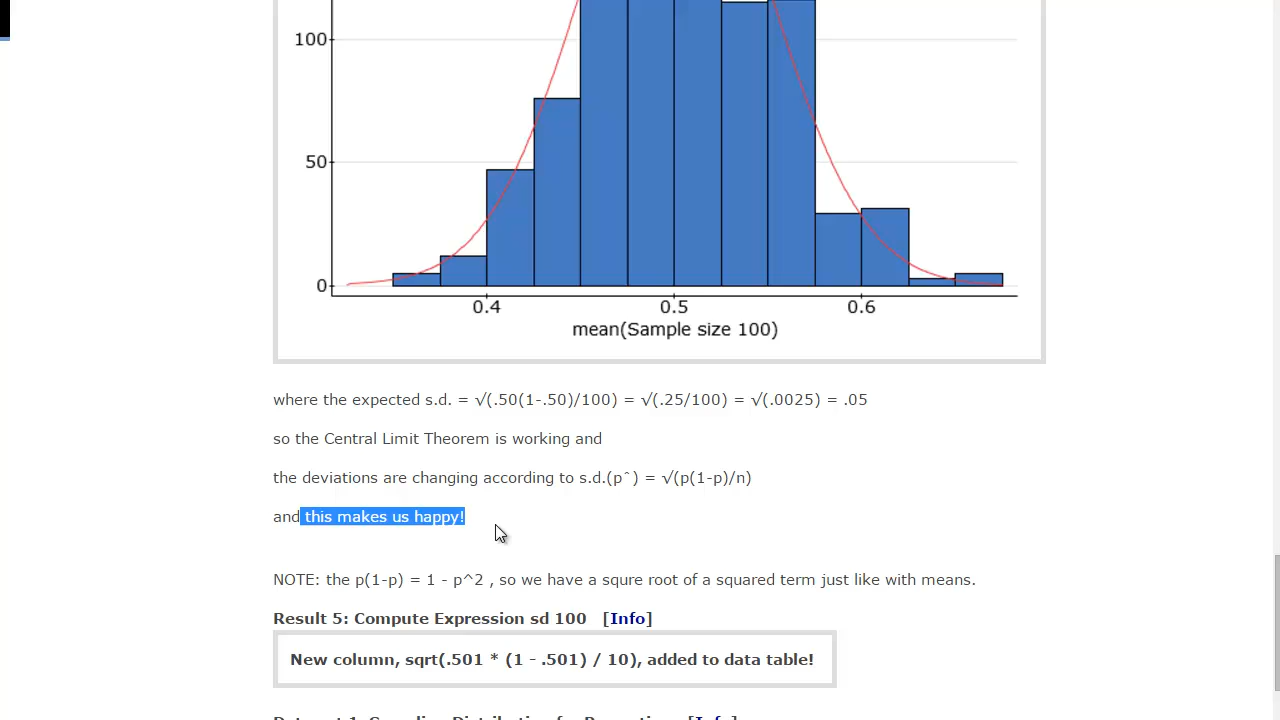 100
50
0
0.4 0.5 0.6
mean(Sample size 100)
where the expected s.d. = √(.50(1-.50)/100) = √(.25/100) = √(.0025) = .05
so the Central Limit Theorem is working and
the deviations are changing according to s.d.(pˆ) = √(p(1-p)/n)
and this makes us happy!
NOTE: the p(1-p) = 1 - p^2 , so we have a squre root of a squared term just like with means.
Result 5: Compute Expression sd 100 [Info]
New column, sqrt(.501 * (1 - .501) / 10), added to data table!